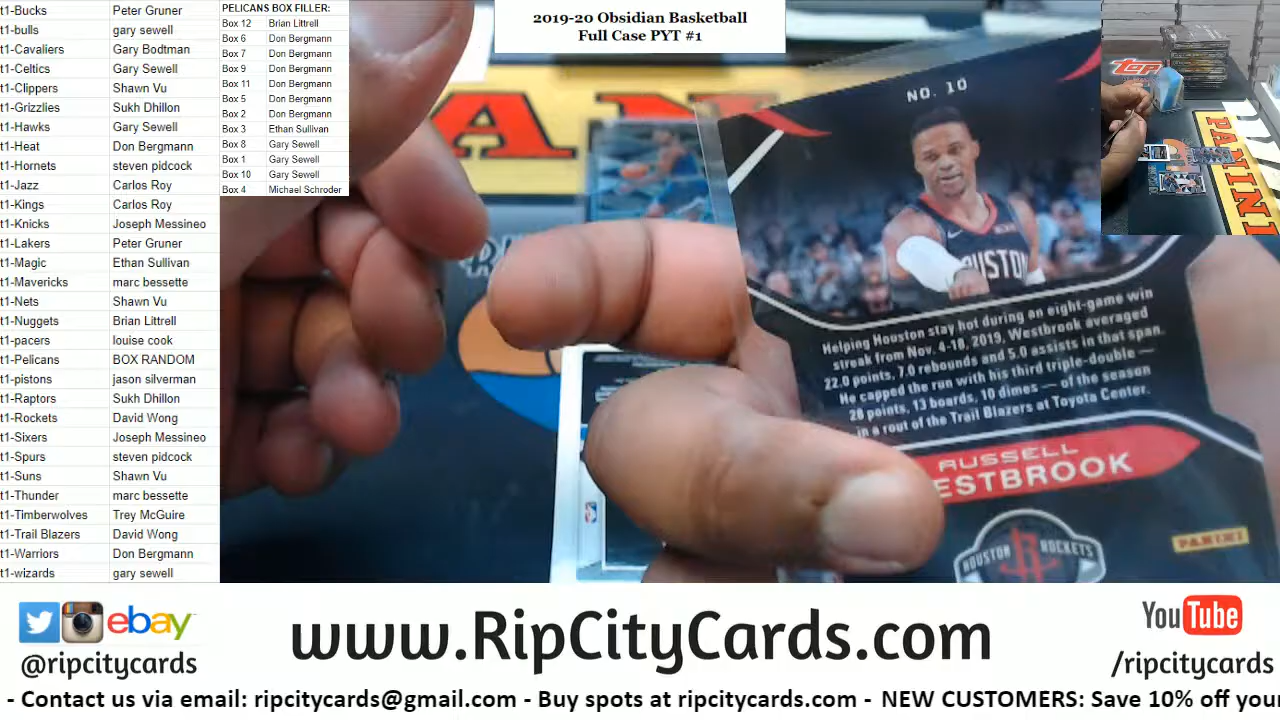 t1-Bucks Peter Gruner
t1-bulls gary sewell
t1-Cavaliers Gary Bodtman
t1-Celtics Gary Sewell
t1-Clippers Shawn Vu
t1-Grizzlies Sukh Dhillon
t1-Hawks Gary Sewell
t1-Heat Don Bergmann
t1-Hornets steven pidcock
t1-Jazz Carlos Roy
t1-Kings Carlos Roy
t1-Knicks Joseph Messineo
t1-Lakers Peter Gruner
t1-Magic Ethan Sullivan
t1-Mavericks marc bessette
t1-Nets Shawn Vu
t1-Nuggets Brian Littrell
t1-pacers louise cook
t1-Pelicans BOX RANDOM
t1-pistons jason silverman
t1-Raptors Sukh Dhillon
t1-Rockets David Wong
t1-Sixers Joseph Messineo
t1-Spurs steven pidcock
t1-Suns Shawn Vu
t1-Thunder marc bessette
t1-Timberwolves Trey McGuire
t1-Trail Blazers David Wong
t1-Warriors Don Bergmann
t1-wizards gary sewell
PELICANS BOX FILLER:
Box 12 Brian Littrell
Box 6 Don Bergmann
Box 7 Don Bergmann
Box 9 Don Bergmann
Box 11 Don Bergmann
Box 5 Don Bergmann
Box 2 Don Bergmann
Box 3 Ethan Sullivan
Box 8 Gary Sewell
Box 1 Gary Sewell
Box 10 Gary Sewell
Box 4 Michael Schroder
2019-20 Obsidian Basketball
Full Case PYT #1
NO. 10
Helping Houston stay hot during an eight-game win
streak from Nov. 4-18, 2019, Westbrook averaged
22.0 points, 7.0 rebounds and 5.0 assists in that span.
He capped the run with his third triple-double —
28 points, 13 boards, 10 dimes — of the season
in a rout of the Trail Blazers at Toyota Center.
RUSSELL
ESTBROOK
HOUSTON ROCKETS
PANINI
Topps
PANINI
ebay
@ripcitycards
www.RipCityCards.com
YouTube
/ripcitycards
- Contact us via email: ripcitycards@gmail.com - Buy spots at ripcitycards.com - NEW CUSTOMERS: Save 10% off your